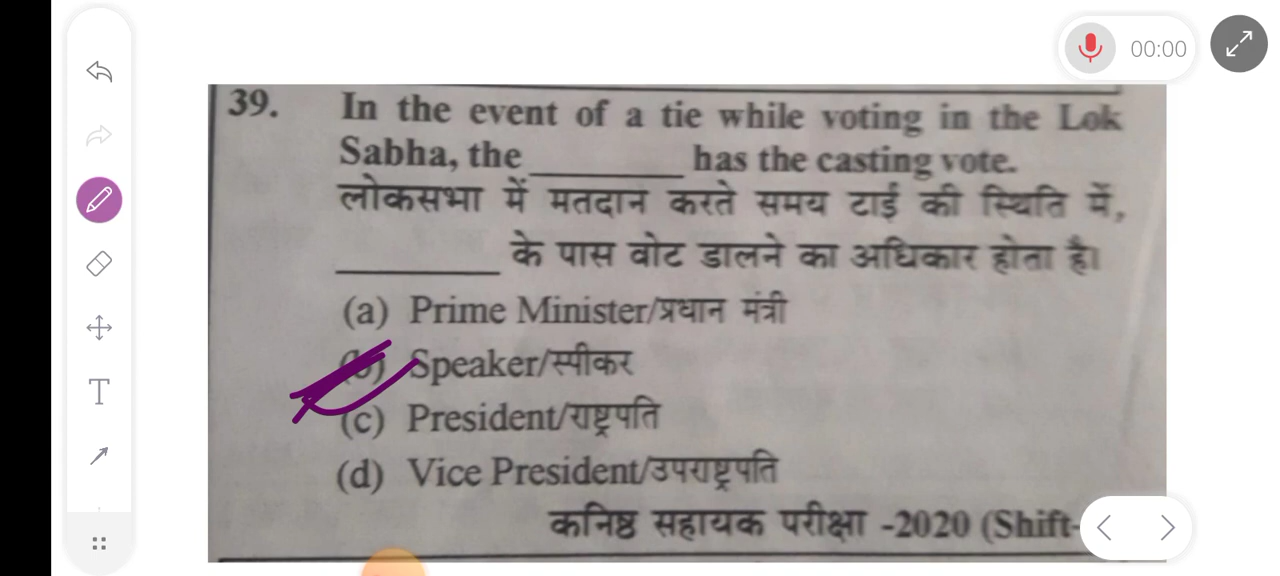 00:00
39. In the event of a tie while voting in the Lok
Sabha, the ________ has the casting vote.
लोकसभा में मतदान करते समय टाई की स्थिति में,
________ के पास वोट डालने का अधिकार होता है।
(a) Prime Minister/प्रधान मंत्री
(b) Speaker/स्पीकर
(c) President/राष्ट्रपति
(d) Vice President/उपराष्ट्रपति
कनिष्ठ सहायक परीक्षा -2020 (Shift-
T